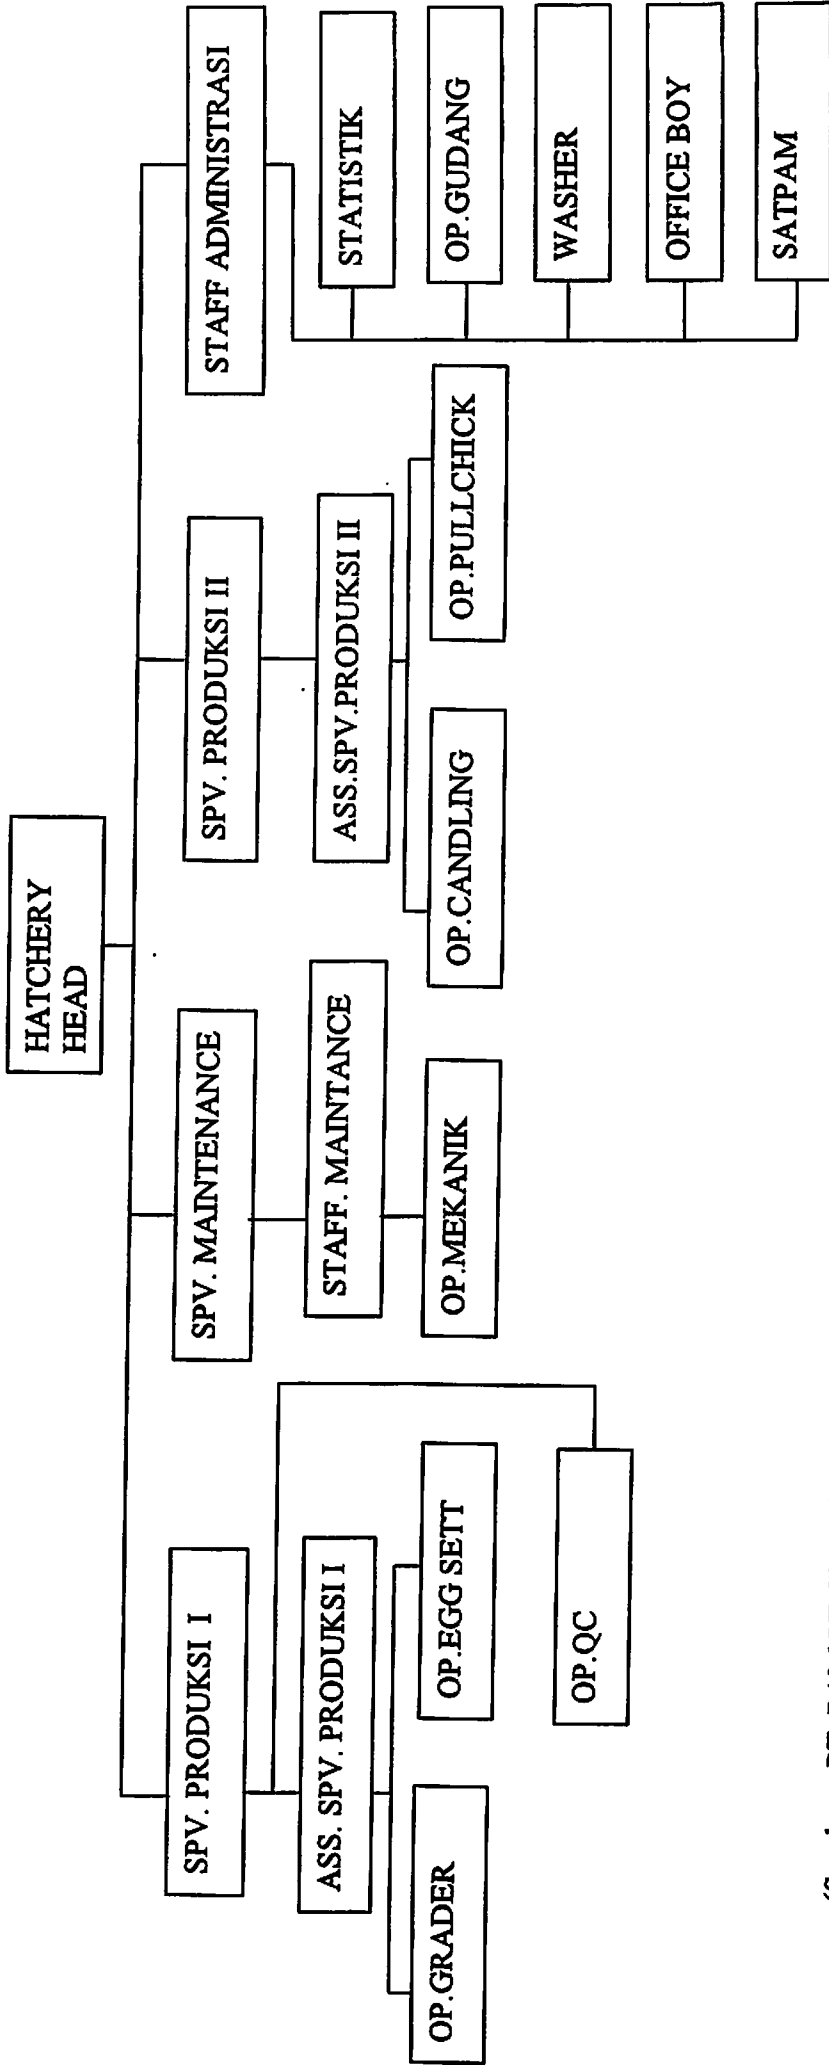 HATCHERY
HEAD
SPV. PRODUKSI I
SPV. MAINTENANCE
SPV. PRODUKSI II
STAFF ADMINISTRASI
ASS. SPV. PRODUKSI I
STAFF. MAINTANCE
ASS.SPV.PRODUKSI II
STATISTIK
OP.GRADER
OP.EGG SETT
OP.MEKANIK
OP.CANDLING
OP.PULLCHICK
OP.GUDANG
OP.QC
WASHER
OFFICE BOY
SATPAM